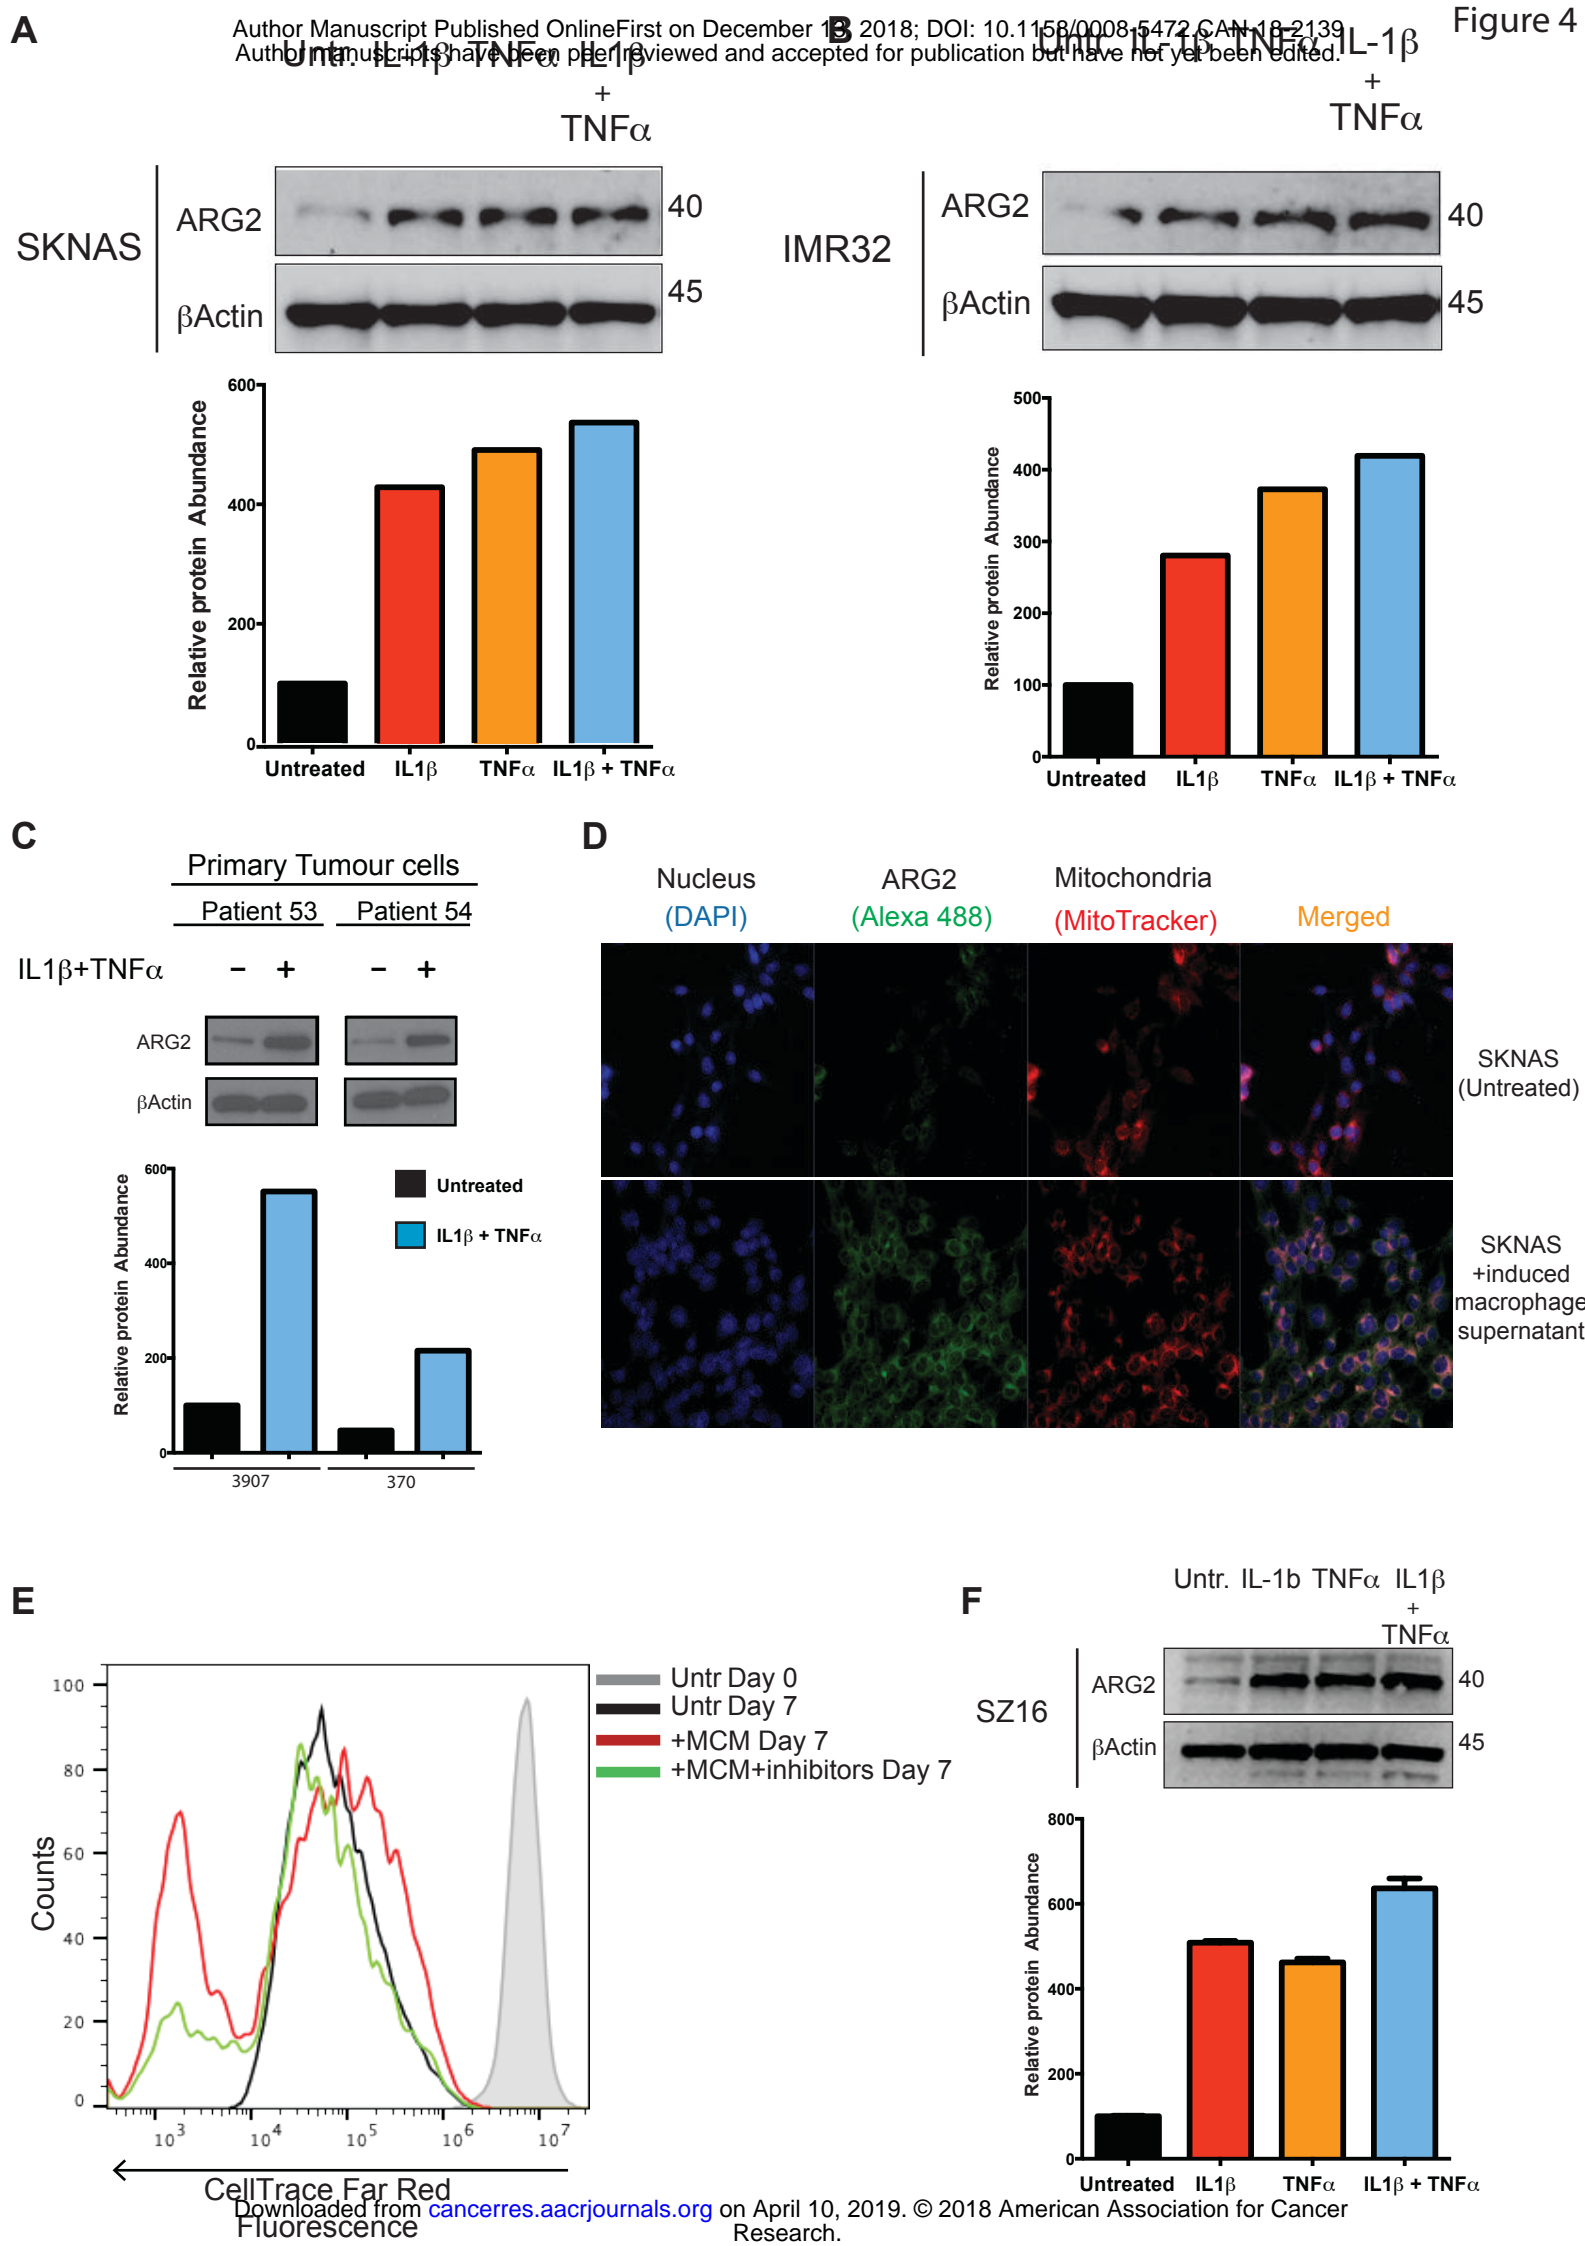 Author Manuscript Published OnlineFirst on December 13, 2018; DOI: 10.1158/0008-5472.CAN-18-2139
Author manuscripts have been peer reviewed and accepted for publication but have not yet been edited.
Figure 4
A
Untr. IL-1β TNFα IL1β
+
TNFα
SKNAS
ARG2
40
βActin
45
Relative protein Abundance
600
400
200
0
Untreated IL1β TNFα IL1β + TNFα
B
Untr. IL-1β TNFα IL-1β
+
TNFα
IMR32
ARG2
40
βActin
45
Relative protein Abundance
500
400
300
200
100
0
Untreated IL1β TNFα IL1β + TNFα
C
Primary Tumour cells
Patient 53 Patient 54
IL1β+TNFα - + - +
ARG2
βActin
Relative protein Abundance
600
400
200
0
Untreated
IL1β + TNFα
3907 370
D
Nucleus ARG2 Mitochondria
(DAPI) (Alexa 488) (MitoTracker) Merged
SKNAS
(Untreated)
SKNAS
+induced
macrophage
supernatant
E
Counts
100
80
60
40
20
0
10³ 10⁴ 10⁵ 10⁶ 10⁷
CellTrace Far Red
Fluorescence
Untr Day 0
Untr Day 7
+MCM Day 7
+MCM+inhibitors Day 7
F
Untr. IL-1b TNFα IL1β
+
TNFα
SZ16
ARG2
40
βActin
45
Relative protein Abundance
800
600
400
200
0
Untreated IL1β TNFα IL1β + TNFα
Downloaded from cancerres.aacrjournals.org on April 10, 2019. © 2018 American Association for Cancer
Research.